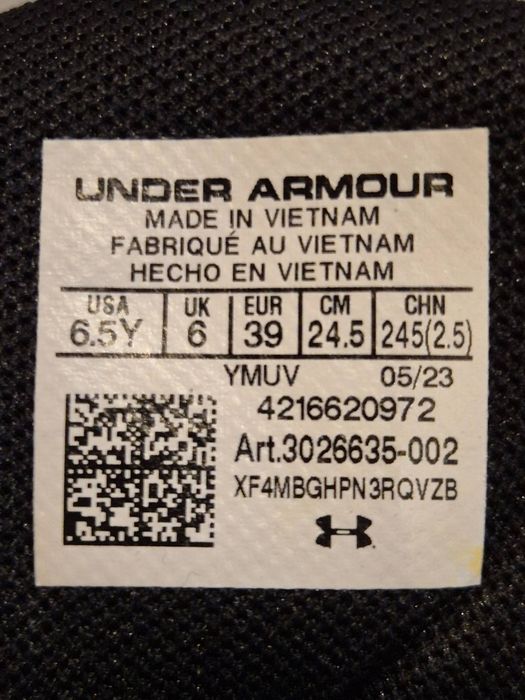 UNDER ARMOUR
MADE IN VIETNAM
FABRIQUÉ AU VIETNAM
HECHO EN VIETNAM
USA UK EUR CM CHN
6.5Y 6 39 24.5 245(2.5)
YMUV 05/23
4216620972
Art.3026635-002
XF4MBGHPN3RQVZB